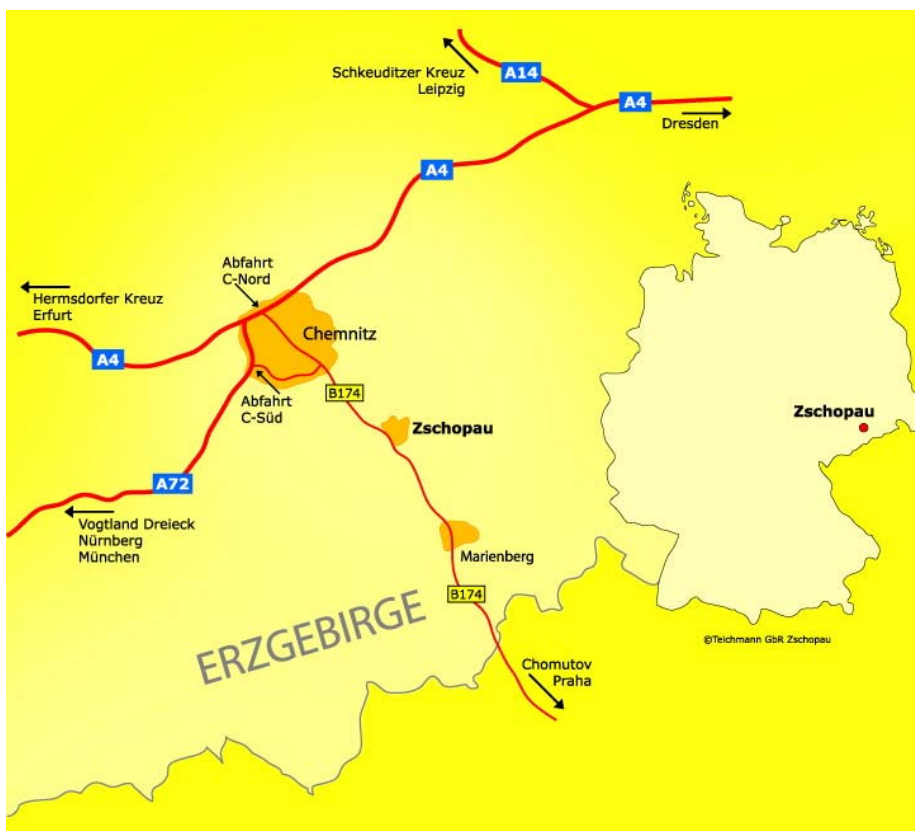 Schkeuditzer Kreuz
Leipzig
A14
A4
Dresden
A4
Abfahrt
C-Nord
Hermsdorfer Kreuz
Erfurt
Chemnitz
A4
Abfahrt
C-Süd
B174
Zschopau
Zschopau
A72
Vogtland Dreieck
Nürnberg
München
Marienberg
B174
ERZGEBIRGE
©Teichmann GbR Zschopau
Chomutov
Praha